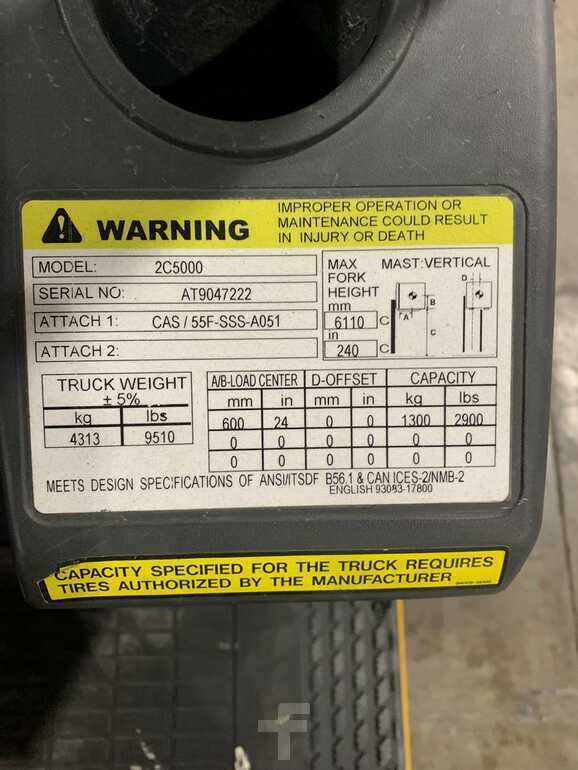 WARNING
IMPROPER OPERATION OR
MAINTENANCE COULD RESULT
IN INJURY OR DEATH
MODEL: 2C5000
SERIAL NO: AT9047222
ATTACH 1: CAS / 55F-SSS-A051
ATTACH 2:
MAX FORK HEIGHT
MAST:VERTICAL
mm
6110 C
in
240 C
A
B
C
D
TRUCK WEIGHT
± 5%
kg lbs
4313 9510
A/B-LOAD CENTER D-OFFSET CAPACITY
mm in mm in kg lbs
600 24 0 0 1300 2900
0 0 0 0 0 0
0 0 0 0 0 0
MEETS DESIGN SPECIFICATIONS OF ANSI/ITSDF B56.1 & CAN ICES-2/NMB-2
ENGLISH 93083-17800
CAPACITY SPECIFIED FOR THE TRUCK REQUIRES
TIRES AUTHORIZED BY THE MANUFACTURER